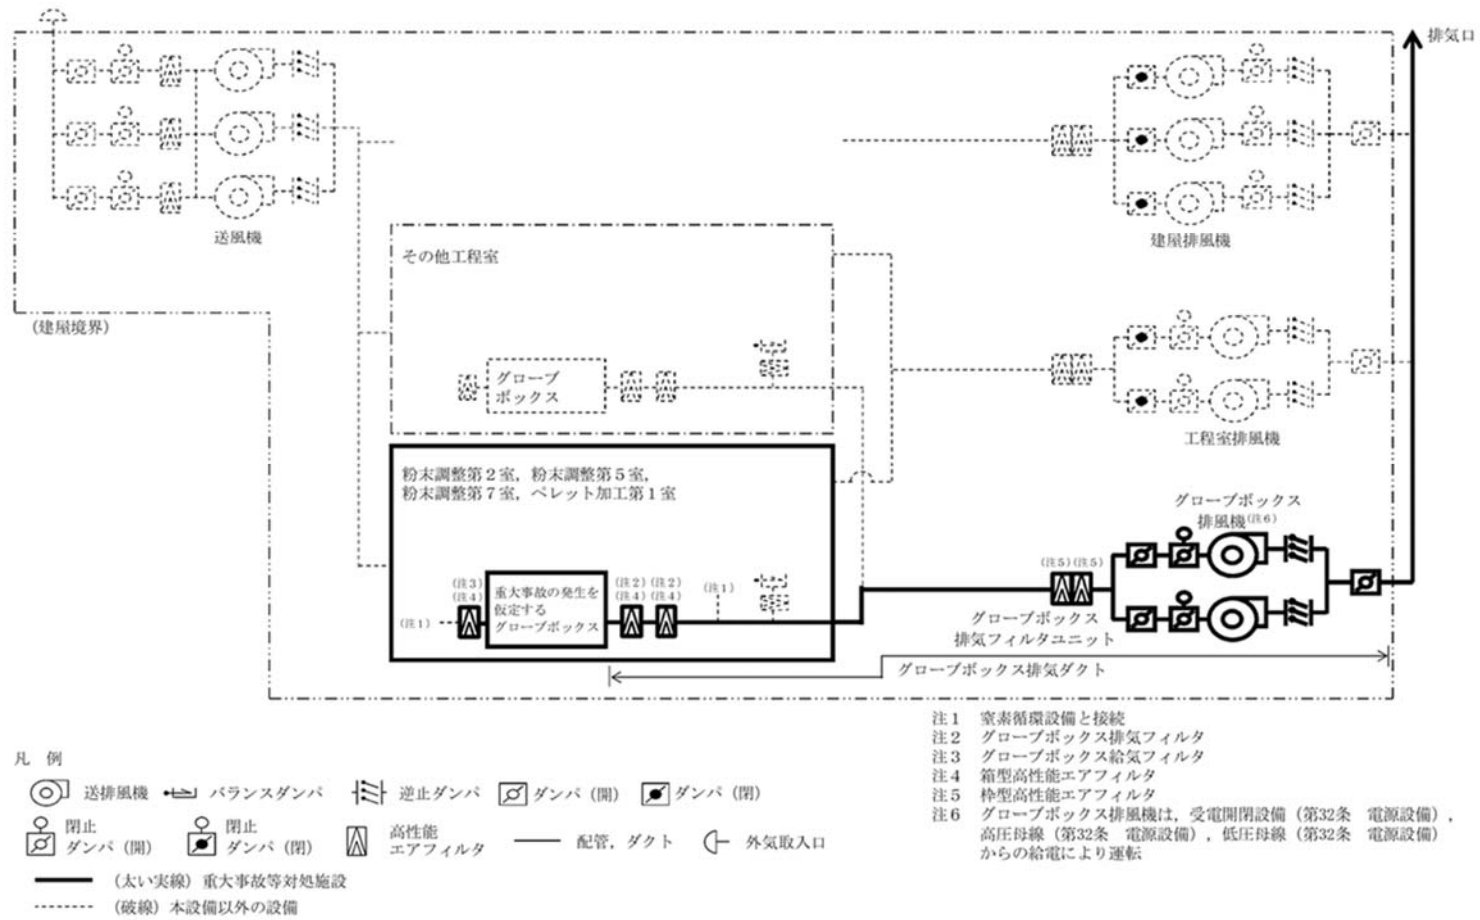 排気口
送風機
建屋排風機
その他工程室
(建屋境界)
グローブ
ボックス
工程室排風機
粉末調整第2室，粉末調整第5室，
粉末調整第7室，ペレット加工第1室
グローブボックス
排風機(注6)
(注3)
(注4)
(注2) (注2)
(注4) (注4)
(注1)
(注5) (注5)
(注1)
重大事故の発生を
仮定する
グローブボックス
グローブボックス
排気フィルタユニット
グローブボックス排気ダクト
注1 窒素循環設備と接続
注2 グローブボックス排気フィルタ
注3 グローブボックス給気フィルタ
注4 箱型高性能エアフィルタ
注5 枠型高性能エアフィルタ
注6 グローブボックス排風機は，受電開閉設備（第32条 電源設備），
高圧母線（第32条 電源設備），低圧母線（第32条 電源設備）
からの給電により運転
凡 例
送排風機 バランスダンパ 逆止ダンパ ダンパ（開） ダンパ（閉）
閉止
ダンパ（開）
閉止
ダンパ（閉）
高性能
エアフィルタ
配管，ダクト
外気取入口
（太い実線）重大事故等対処施設
（破線）本設備以外の設備